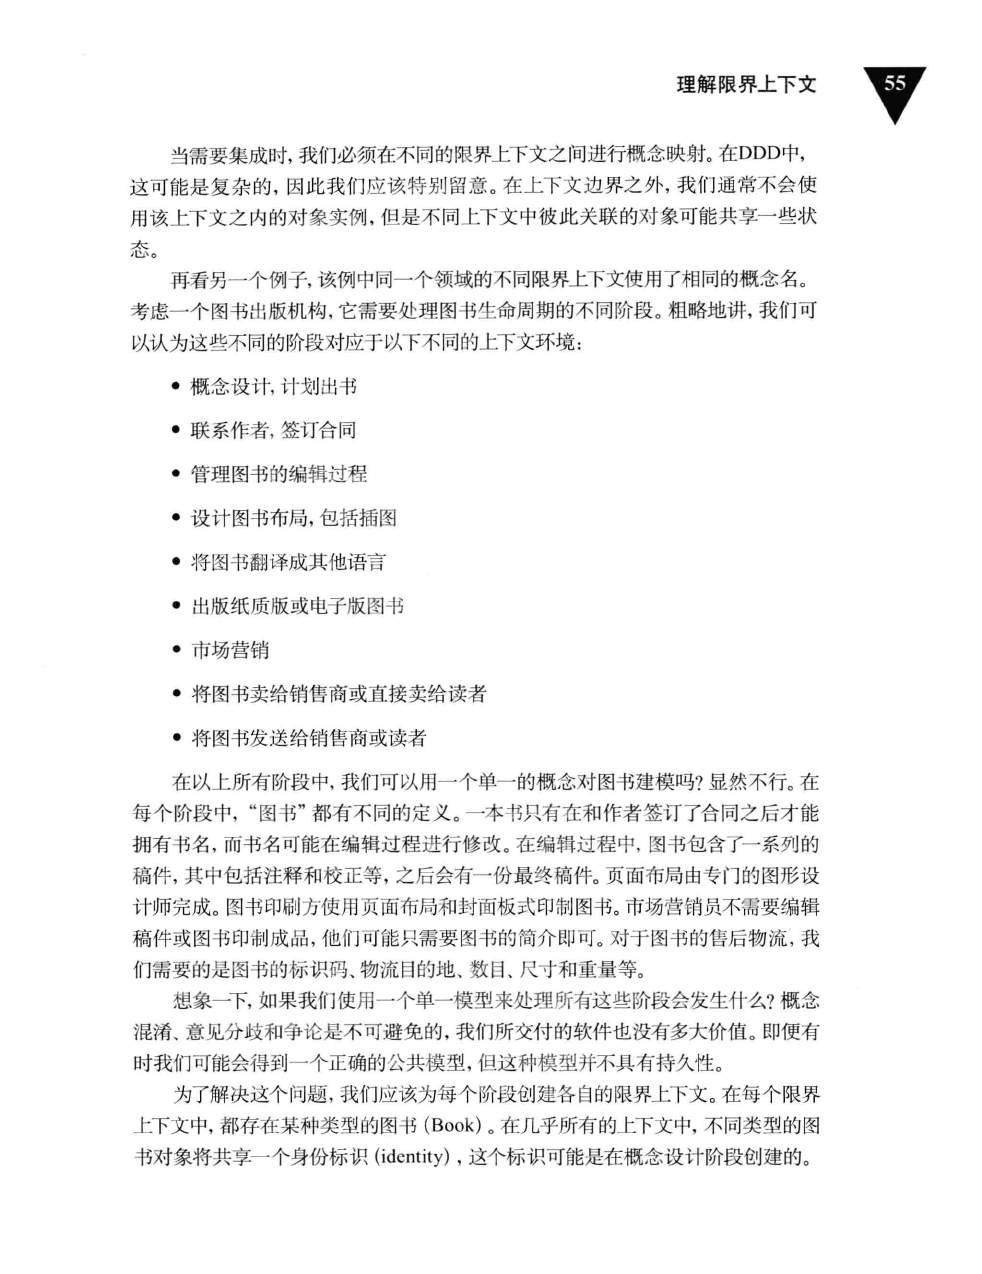 理解限界上下文
55
当需要集成时，我们必须在不同的限界上下文之间进行概念映射。在DDD中，
这可能是复杂的，因此我们应该特别留意。在上下文边界之外，我们通常不会使
用该上下文之内的对象实例，但是不同上下文中彼此关联的对象可能共享一些状
态。
再看另一个例子，该例中同一个领域的不同限界上下文使用了相同的概念名。
考虑一个图书出版机构，它需要处理图书生命周期的不同阶段。粗略地讲，我们可
以认为这些不同的阶段对应于以下不同的上下文环境：
• 概念设计，计划出书
• 联系作者，签订合同
• 管理图书的编辑过程
• 设计图书布局，包括插图
• 将图书翻译成其他语言
• 出版纸质版或电子版图书
• 市场营销
• 将图书卖给销售商或直接卖给读者
• 将图书发送给销售商或读者
在以上所有阶段中，我们可以用一个单一的概念对图书建模吗？显然不行。在
每个阶段中，“图书”都有不同的定义。一本书只有在和作者签订了合同之后才能
拥有书名，而书名可能在编辑过程进行修改。在编辑过程中，图书包含了一系列的
稿件，其中包括注释和校正等，之后会有一份最终稿件。页面布局由专门的图形设
计师完成。图书印刷方使用页面布局和封面板式印制图书。市场营销员不需要编辑
稿件或图书印制成品，他们可能只需要图书的简介即可。对于图书的售后物流，我
们需要的是图书的标识码、物流目的地、数目、尺寸和重量等。
想象一下，如果我们使用一个单一模型来处理所有这些阶段会发生什么？概念
混淆、意见分歧和争论是不可避免的，我们所交付的软件也没有多大价值。即便有
时我们可能会得到一个正确的公共模型，但这种模型并不具有持久性。
为了解决这个问题，我们应该为每个阶段创建各自的限界上下文。在每个限界
上下文中，都存在某种类型的图书（Book）。在几乎所有的上下文中，不同类型的图
书对象将共享一个身份标识（identity），这个标识可能是在概念设计阶段创建的。